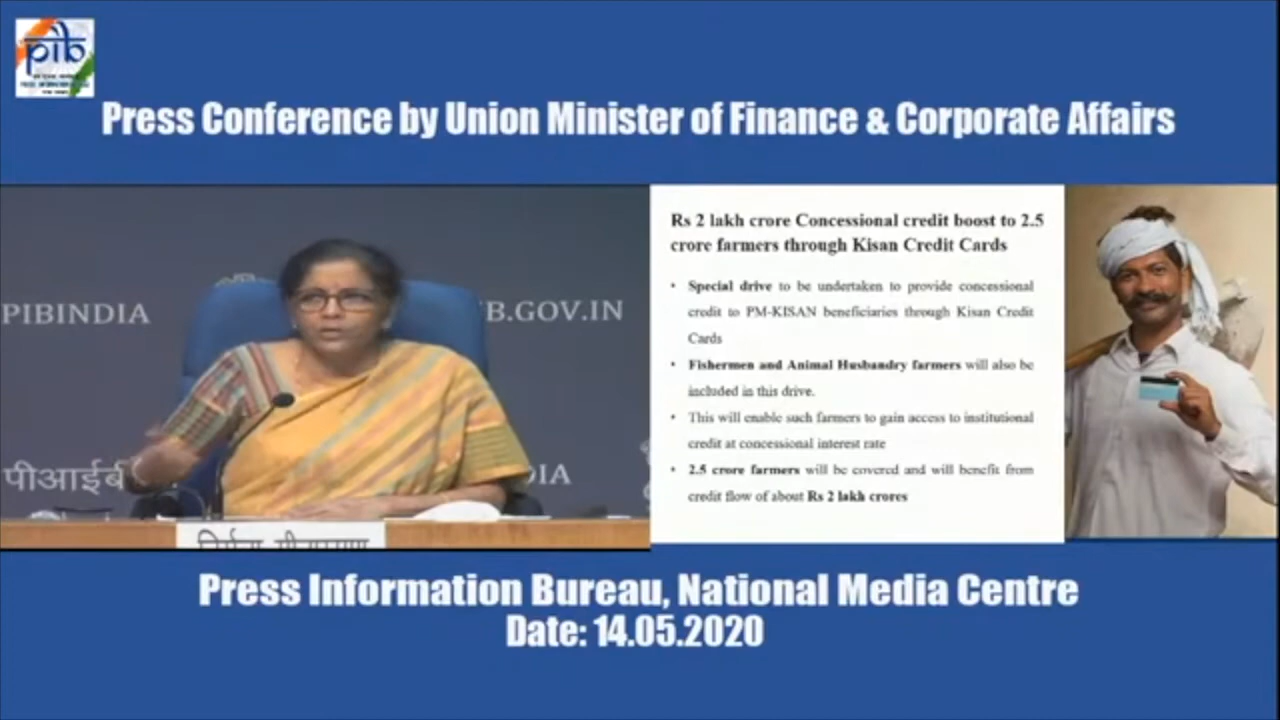 pib
Press Conference by Union Minister of Finance & Corporate Affairs
PIBINDIA
B.GOV.IN
पीआईबी
DIA
Rs 2 lakh crore Concessional credit boost to 2.5
crore farmers through Kisan Credit Cards
• Special drive to be undertaken to provide concessional
credit to PM-KISAN beneficiaries through Kisan Credit
Cards
• Fishermen and Animal Husbandry farmers will also be
included in this drive.
• This will enable such farmers to gain access to institutional
credit at concessional interest rate
• 2.5 crore farmers will be covered and will benefit from
credit flow of about Rs 2 lakh crores
Press Information Bureau, National Media Centre
Date: 14.05.2020